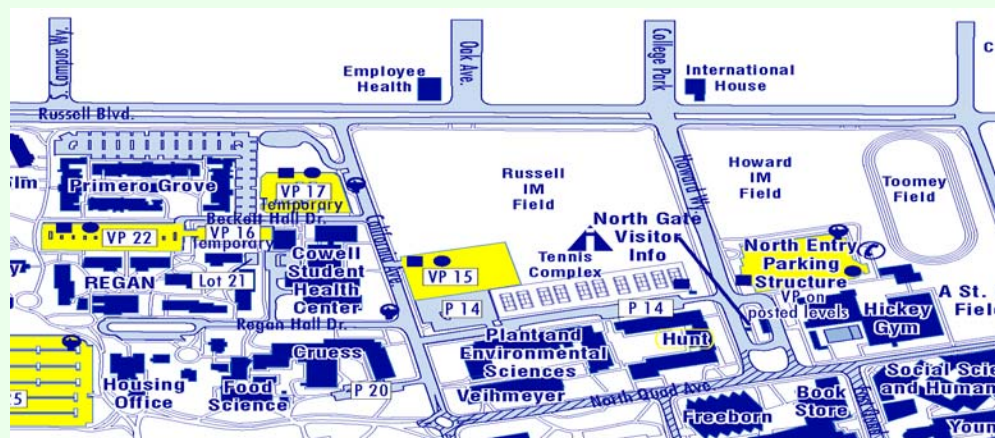 S. Campus Wy.
Oak Ave.
College Park
Employee
Health
International
House
C
Russell Blvd.
Primero Grove
VP 17
Temporary
Beckett Hall Dr.
VP 22
VP 16
Temporary
REGAN
Lot 21
Cowell
Student
Health
Center
Regan Hall Dr.
California Ave.
Russell
IM
Field
Howard Wy.
Howard
IM
Field
Toomey
Field
North Gate
Visitor
Info
Tennis
Complex
VP 15
P 14
P 14
North Entry
Parking
Structure
VP on
posted levels
Hickey
Gym
A St.
Field
Plant and
Environmental
Sciences
Hunt
Cruess
Housing
Office
Food
Science
P 20
Veihmeyer
North Quad Ave.
Freeborn
Book
Store
Social Scie
and Human
Youn